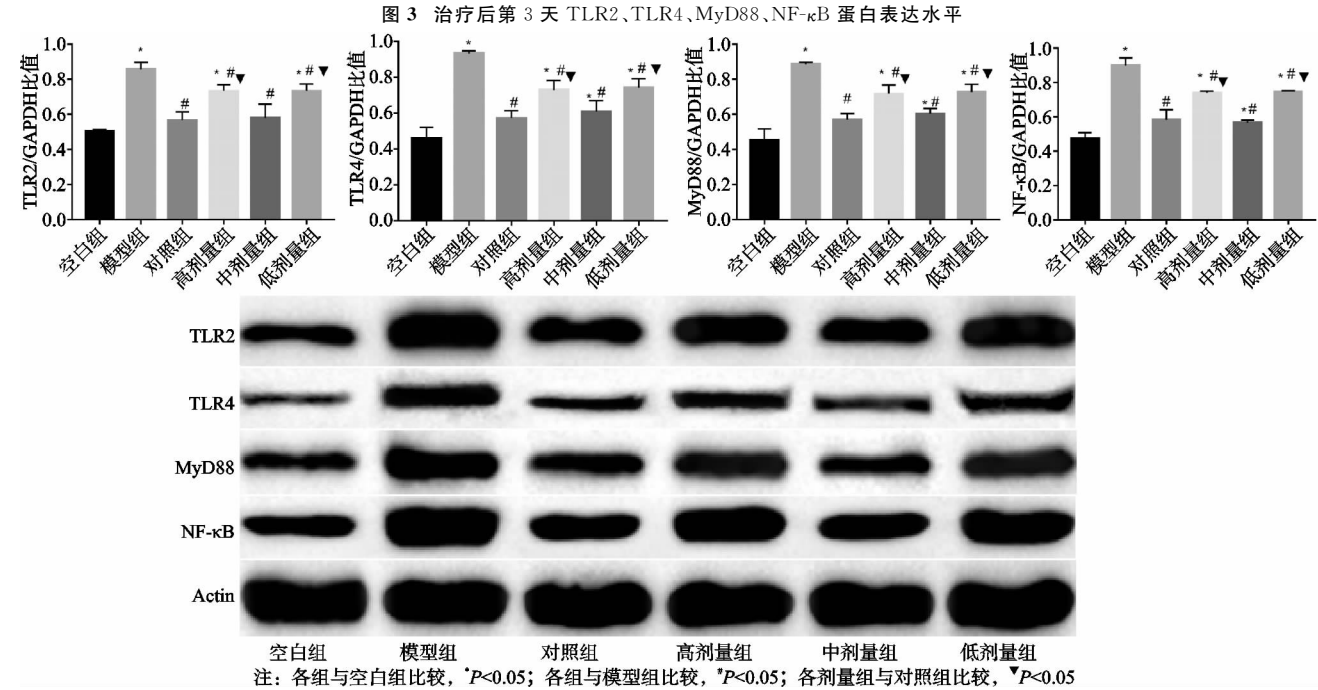 图 3 治疗后第 3 天 TLR2、TLR4、MyD88、NF-κB 蛋白表达水平
TLR2/GAPDH比值
1.0
0.8
0.6
0.4
0.2
0.0
*
#
* #▼
#
* # ▼
空白组
模型组
对照组
高剂量组
中剂量组
低剂量组
TLR4/GAPDH比值
1.0
0.8
0.6
0.4
0.2
0.0
*
#
* #▼
* #
* # ▼
空白组
模型组
对照组
高剂量组
中剂量组
低剂量组
MyD88/GAPDH比值
1.0
0.8
0.6
0.4
0.2
0.0
*
#
* #▼
*#
* #▼
空白组
模型组
对照组
高剂量组
中剂量组
低剂量组
NF-κB/GAPDH比值
1.0
0.8
0.6
0.4
0.2
0.0
*
#
* #▼
*#
* #▼
空白组
模型组
对照组
高剂量组
中剂量组
低剂量组
TLR2
TLR4
MyD88
NF-κB
Actin
空白组 模型组 对照组 高剂量组 中剂量组 低剂量组
注：各组与空白组比较，*P<0.05；各组与模型组比较，#P<0.05；各剂量组与对照组比较，▼P<0.05